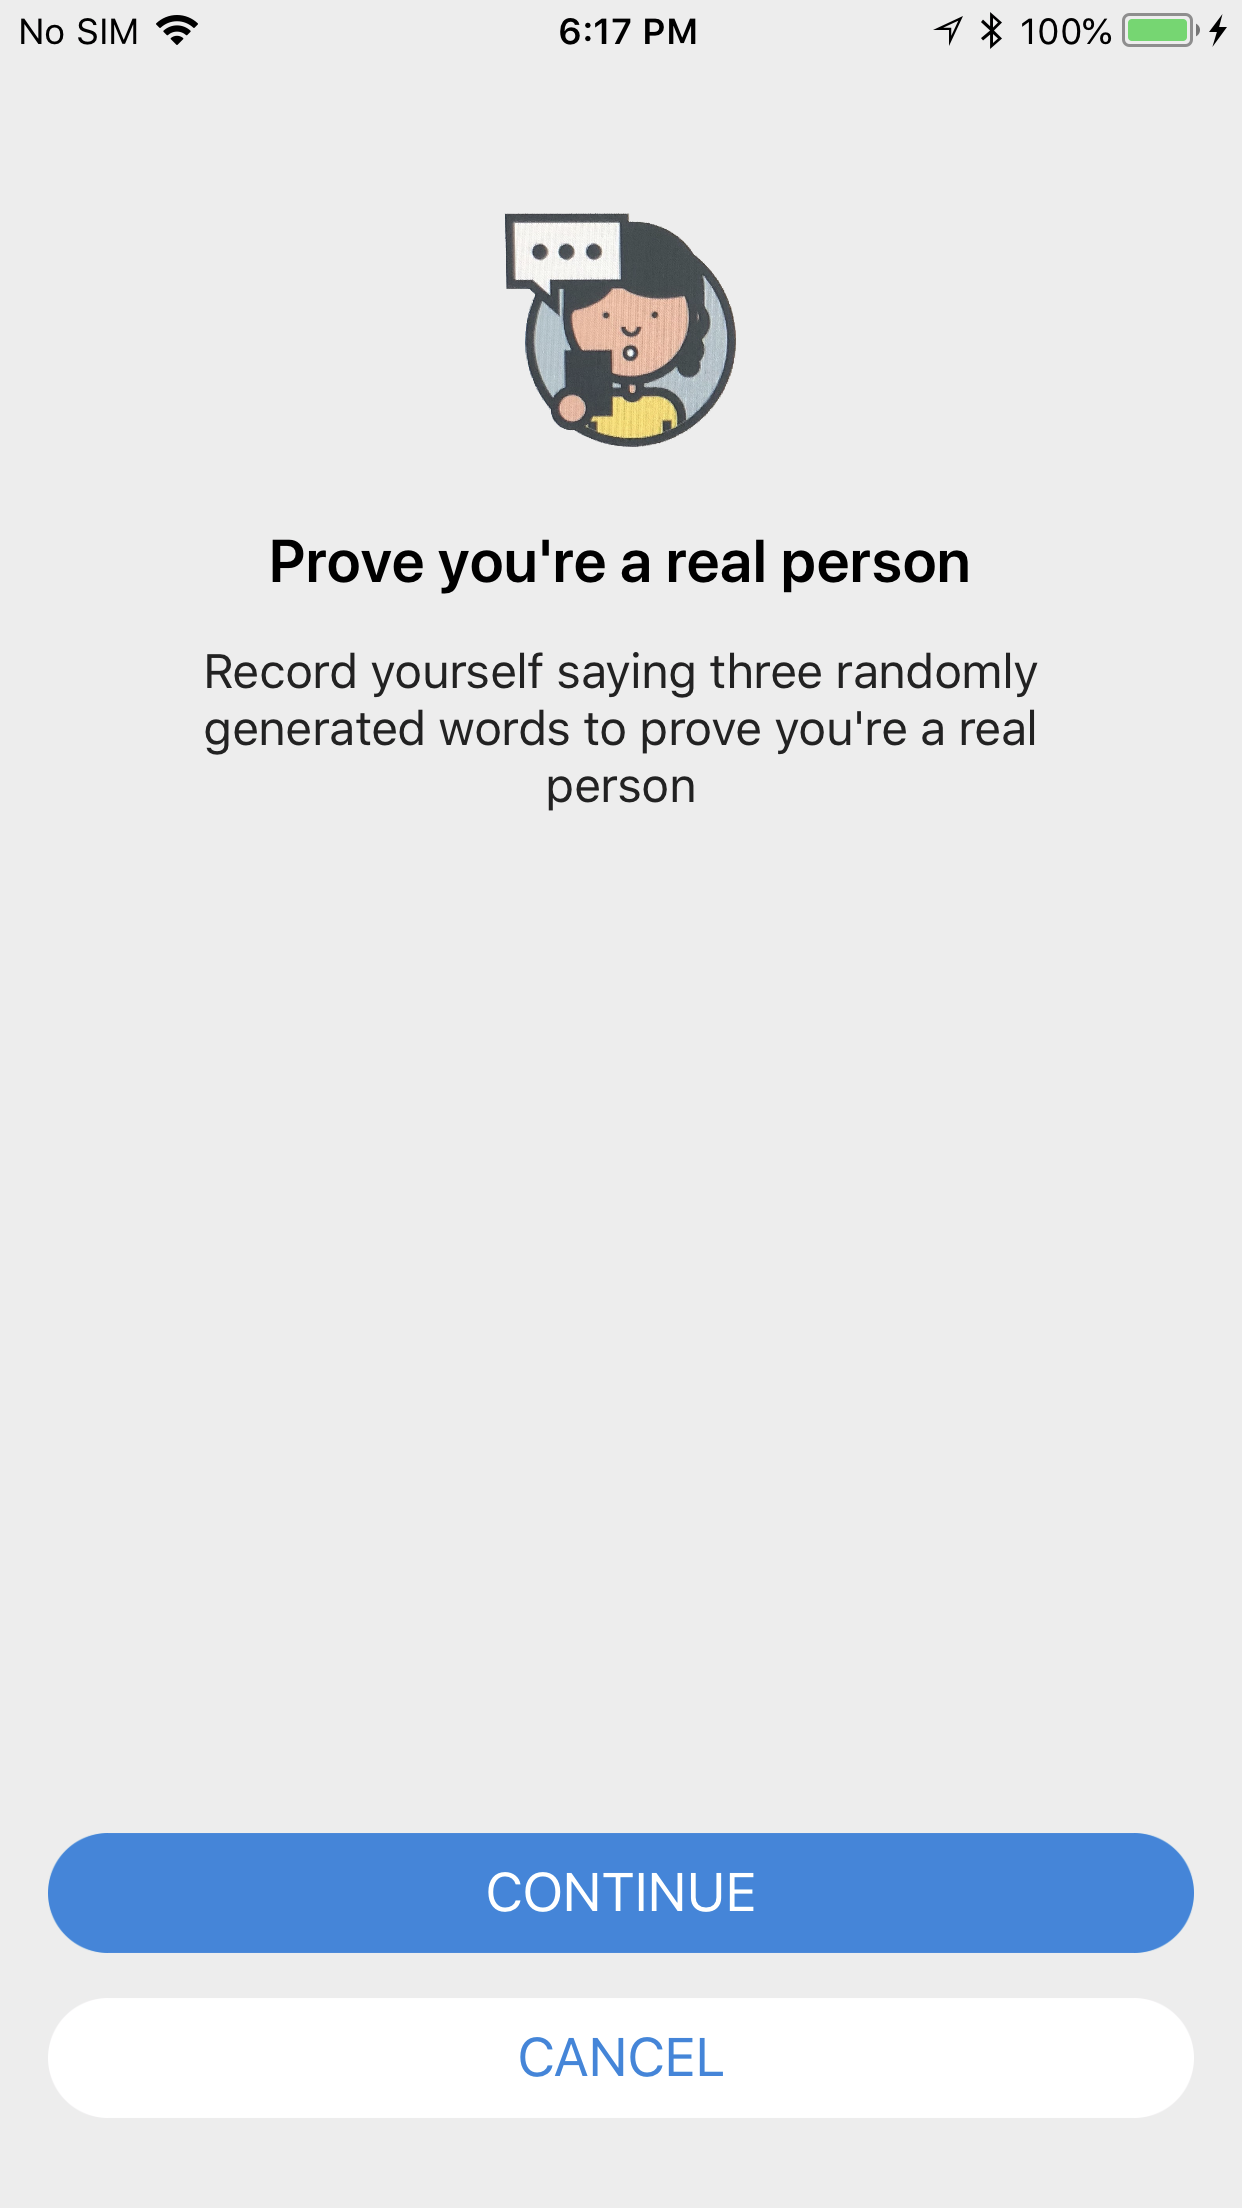 No SIM 6:17 PM 100%
Prove you're a real person
Record yourself saying three randomly
generated words to prove you're a real
person
CONTINUE
CANCEL